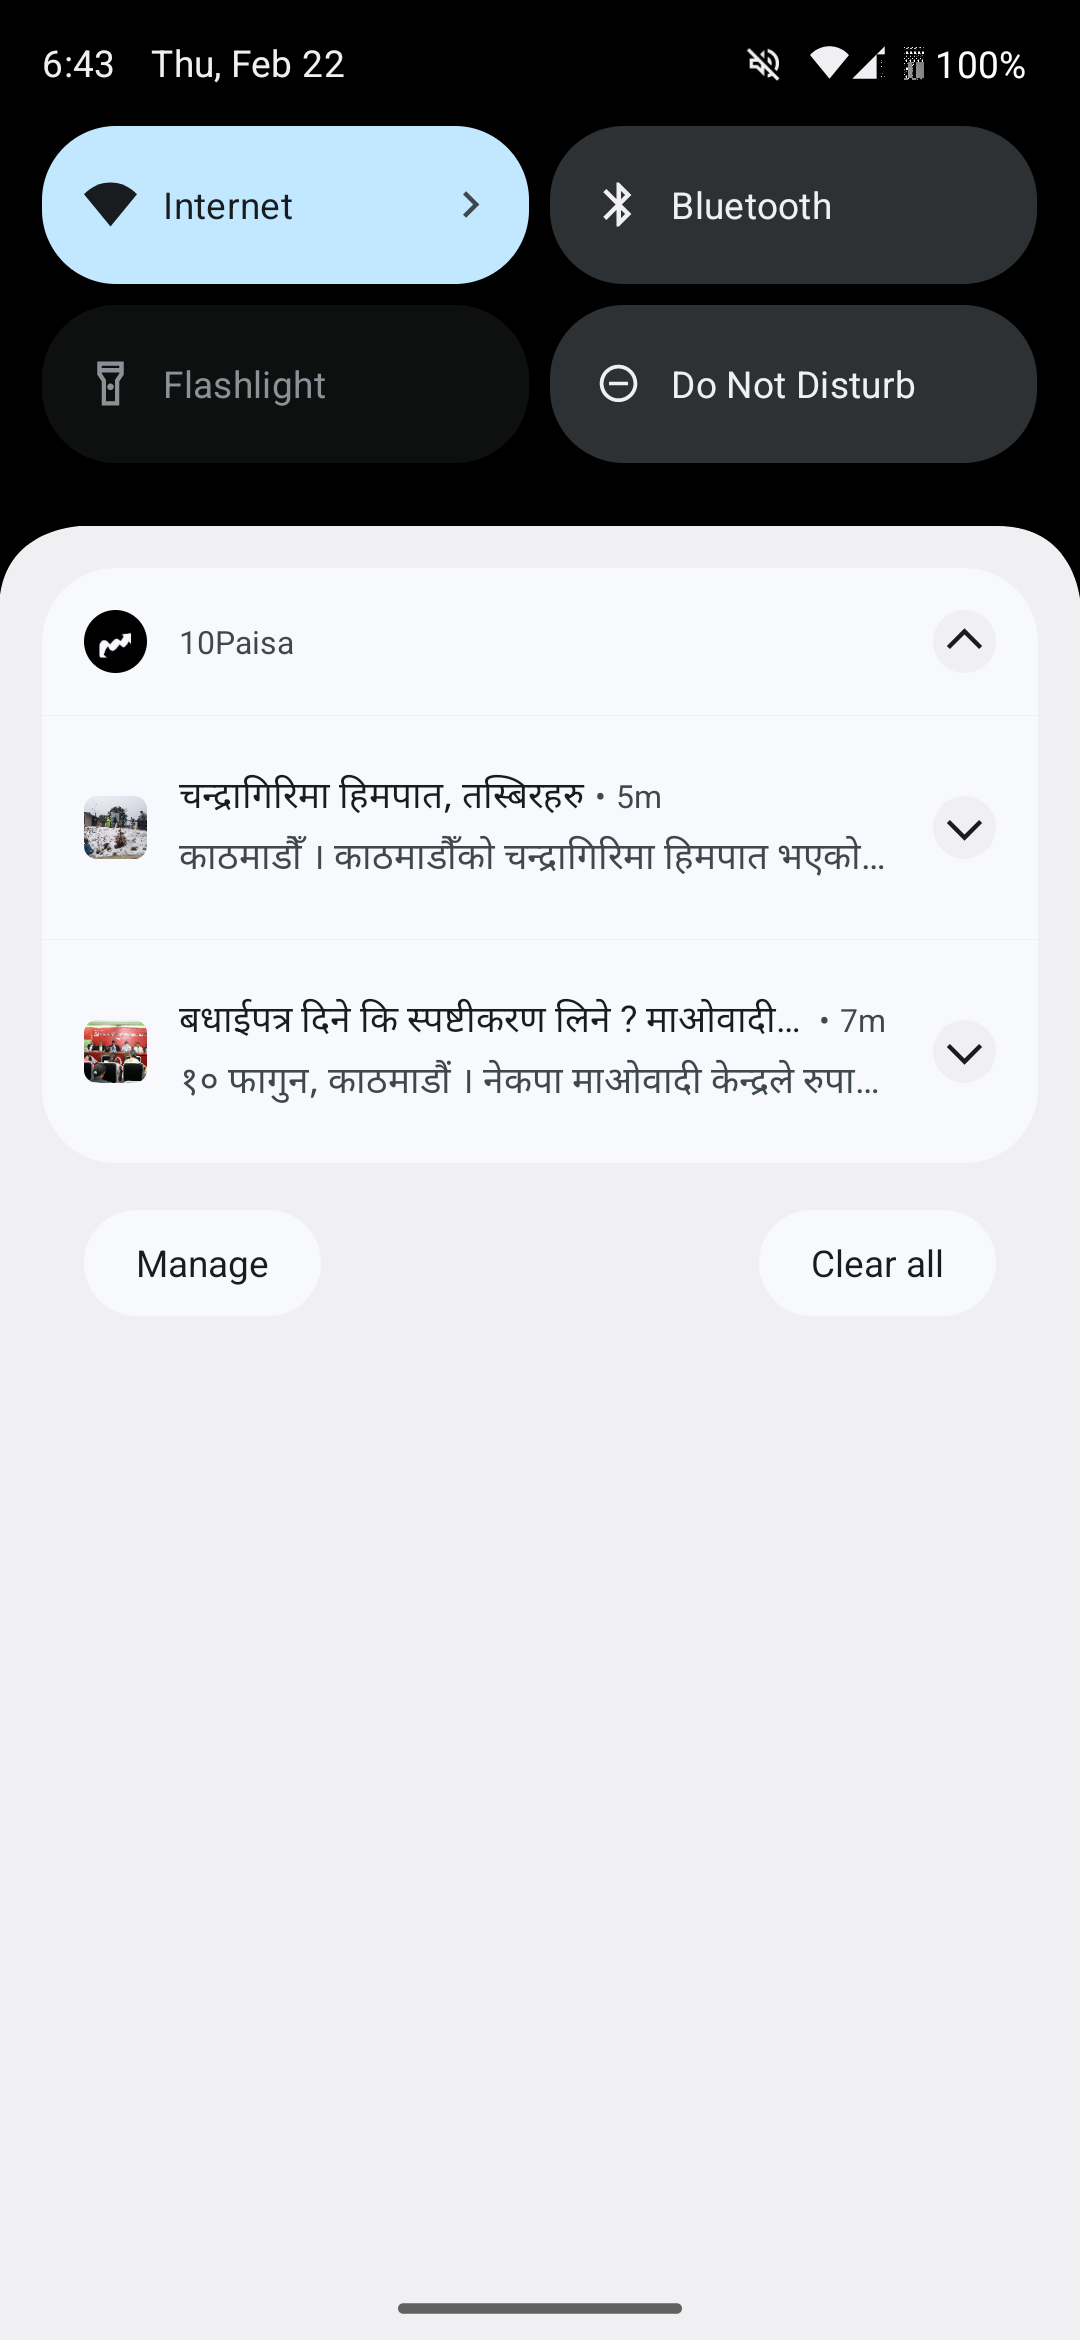 6:43 Thu, Feb 22 100%
Internet Bluetooth
Flashlight Do Not Disturb
10Paisa
चन्द्रागिरिमा हिमपात, तस्बिरहरु • 5m
काठमाडौँ । काठमाडौँको चन्द्रागिरिमा हिमपात भएको...
बधाईपत्र दिने कि स्पष्टीकरण लिने ? माओवादी... • 7m
१० फागुन, काठमाडौं । नेकपा माओवादी केन्द्रले रुपा...
Manage Clear all